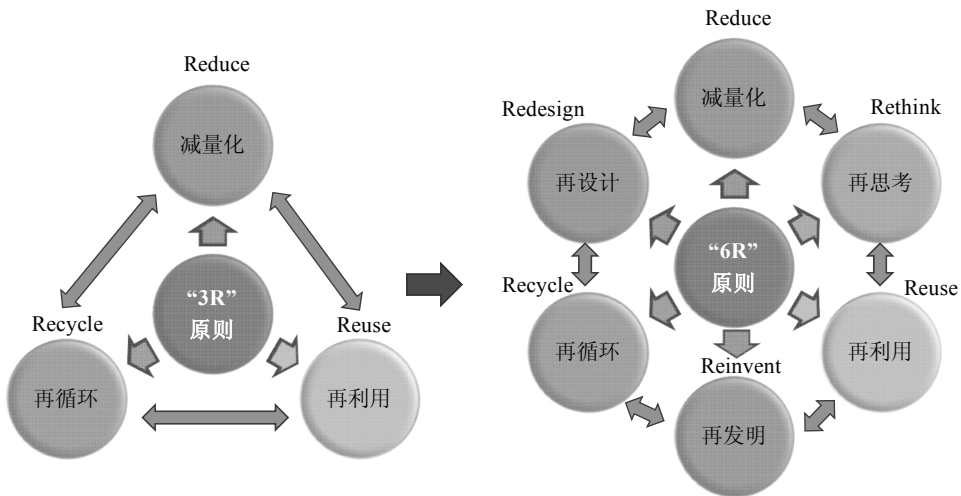 Reduce
减量化
“3R”
原则
Recycle
再循环
Reuse
再利用
Reduce
减量化
Redesign
再设计
Rethink
再思考
“6R”
原则
Recycle
再循环
Reuse
再利用
Reinvent
再发明